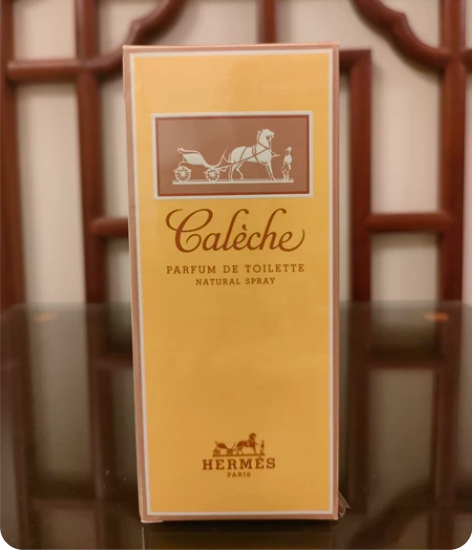 Calèche
PARFUM DE TOILETTE
NATURAL SPRAY
HERMÈS
PARIS